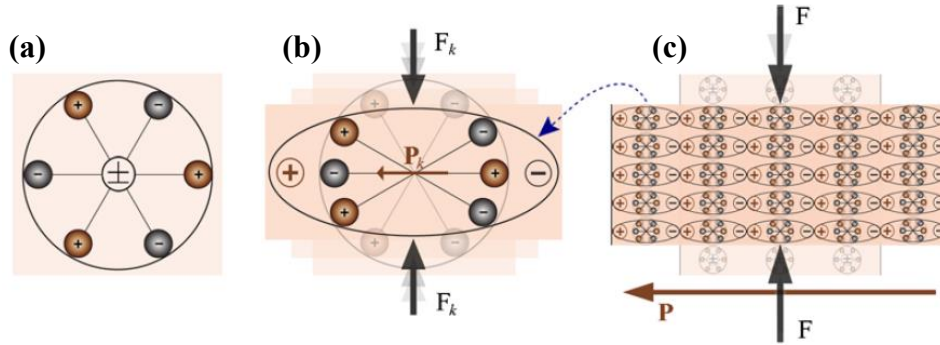 (a)
(b)
(c)
F
F_k
+
-
-
+
+
-
±
+
-
P_k
+
-
+
-
+
-
F_k
P
F